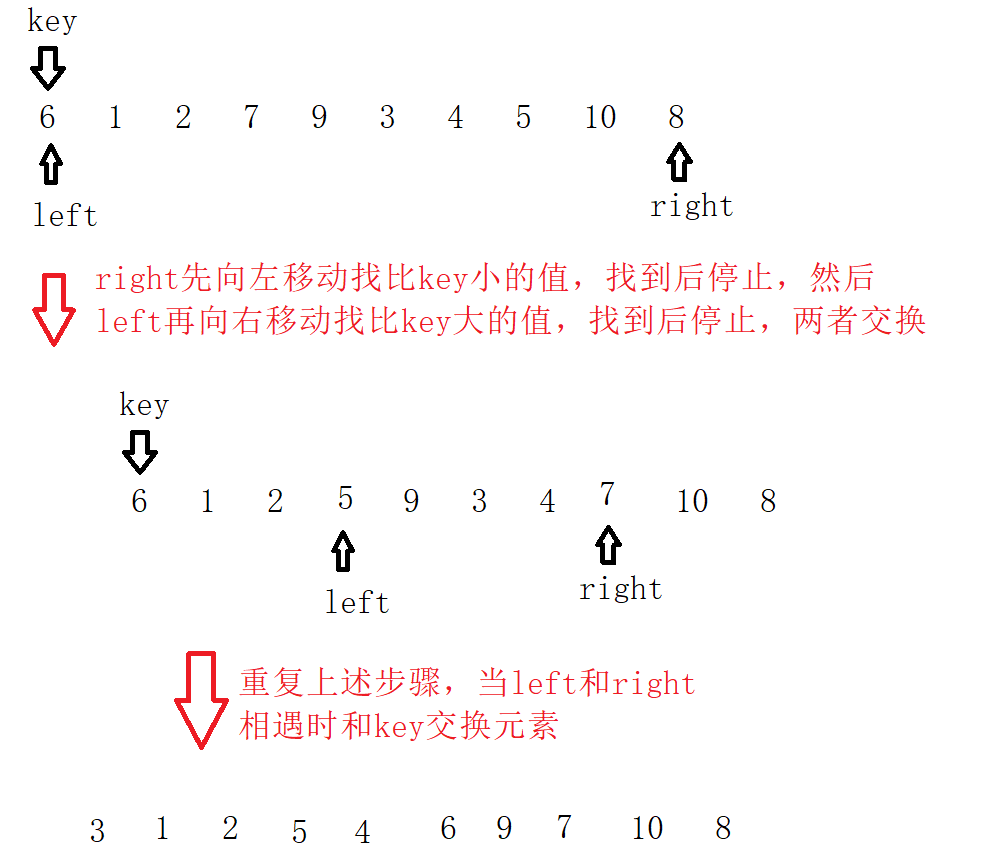 key
6 1 2 7 9 3 4 5 10 8
left right
right先向左移动找比key小的值，找到后停止，然后
left再向右移动找比key大的值，找到后停止，两者交换
key
6 1 2 5 9 3 4 7 10 8
left right
重复上述步骤，当left和right
相遇时和key交换元素
3 1 2 5 4 6 9 7 10 8